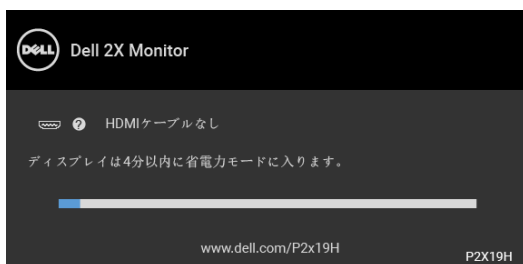 DELL Dell 2X Monitor
HDMIケーブルなし
ディスプレイは4分以内に省電力モードに入ります。
www.dell.com/P2x19H
P2X19H